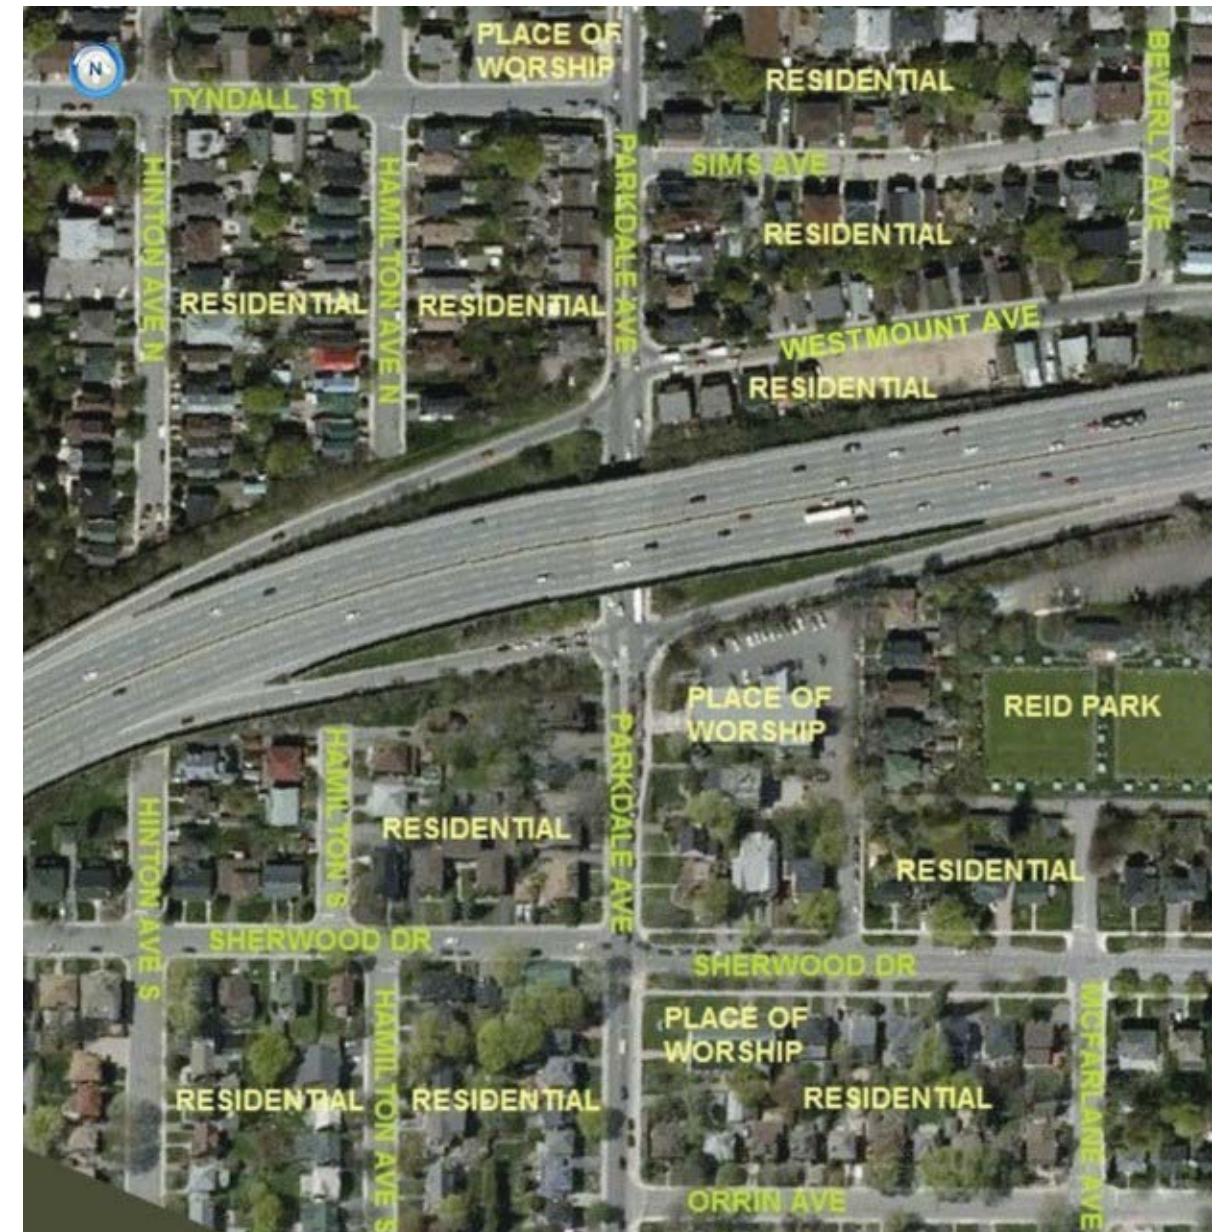 PLACE OF
WORSHIP
RESIDENTIAL
BEVERLY AVE
N
TYNDALL STL
HINTON AVE N
HAMILTON AVE N
PARKDALE AVE
SIMS AVE
RESIDENTIAL
RESIDENTIAL
RESIDENTIAL
WESTMOUNT AVE
RESIDENTIAL
PLACE OF
WORSHIP
REID PARK
HAMILTON S
PARKDALE AVE
HINTON AVE S
RESIDENTIAL
RESIDENTIAL
SHERWOOD DR
SHERWOOD DR
HAMILTON AVE S
PLACE OF
WORSHIP
MCFARLANE AVE
RESIDENTIAL
RESIDENTIAL
RESIDENTIAL
ORRIN AVE